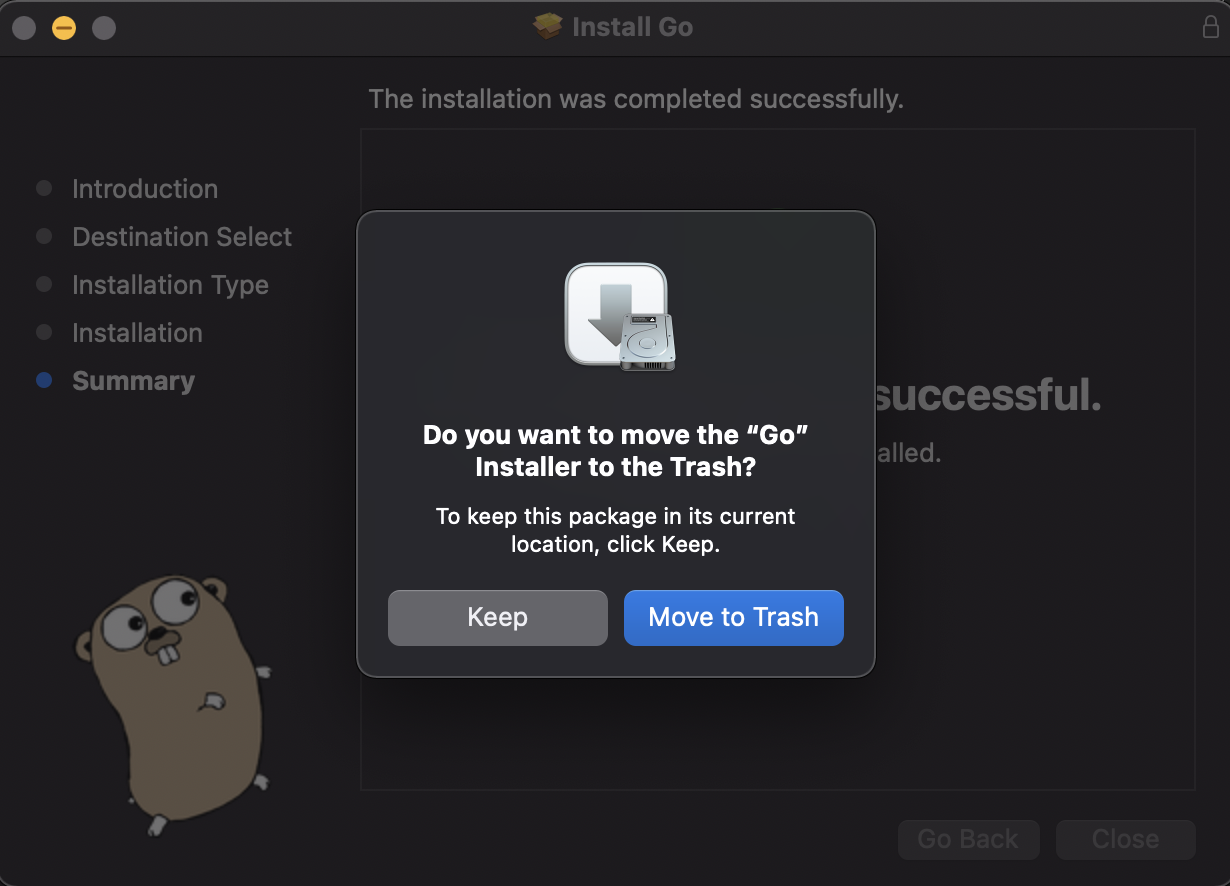 Install Go
The installation was completed successfully.
Introduction
Destination Select
Installation Type
Installation
Summary
successful.
alled.
Do you want to move the “Go”
Installer to the Trash?
To keep this package in its current
location, click Keep.
Keep
Move to Trash
Go Back
Close